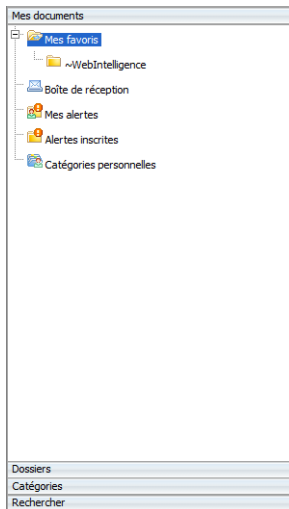 Mes documents
Mes favoris
~WebIntelligence
Boîte de réception
Mes alertes
Alertes inscrites
Catégories personnelles
Dossiers
Catégories
Rechercher